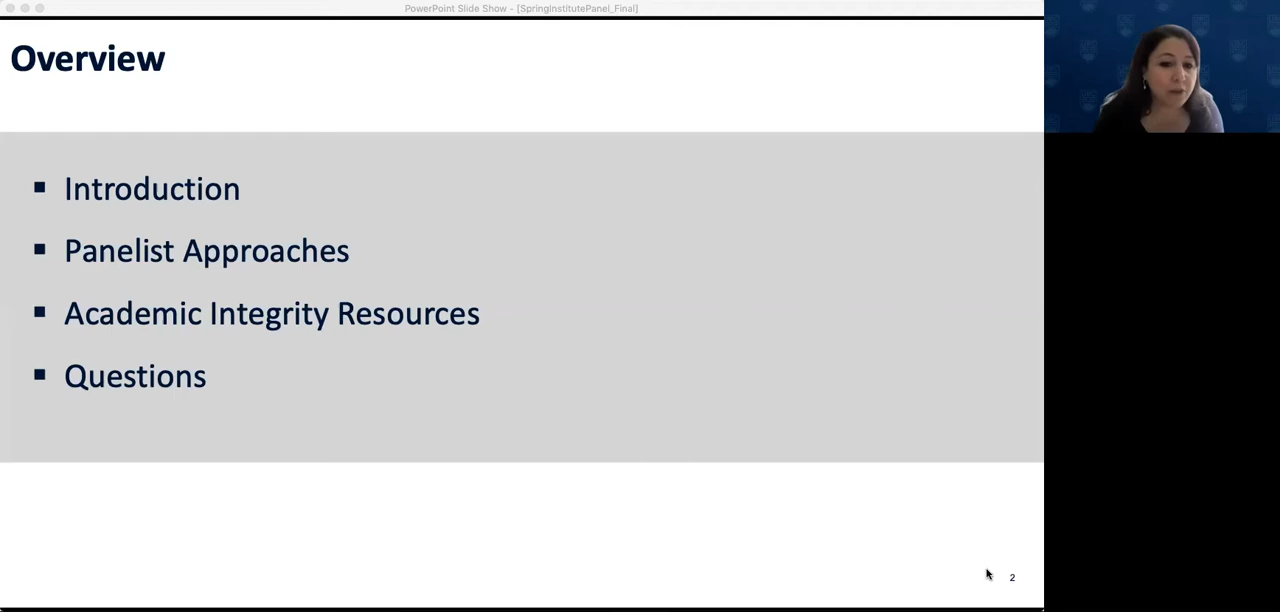 PowerPoint Slide Show - [SpringInstitutePanel_Final]
Overview
▪ Introduction
▪ Panelist Approaches
▪ Academic Integrity Resources
▪ Questions
2